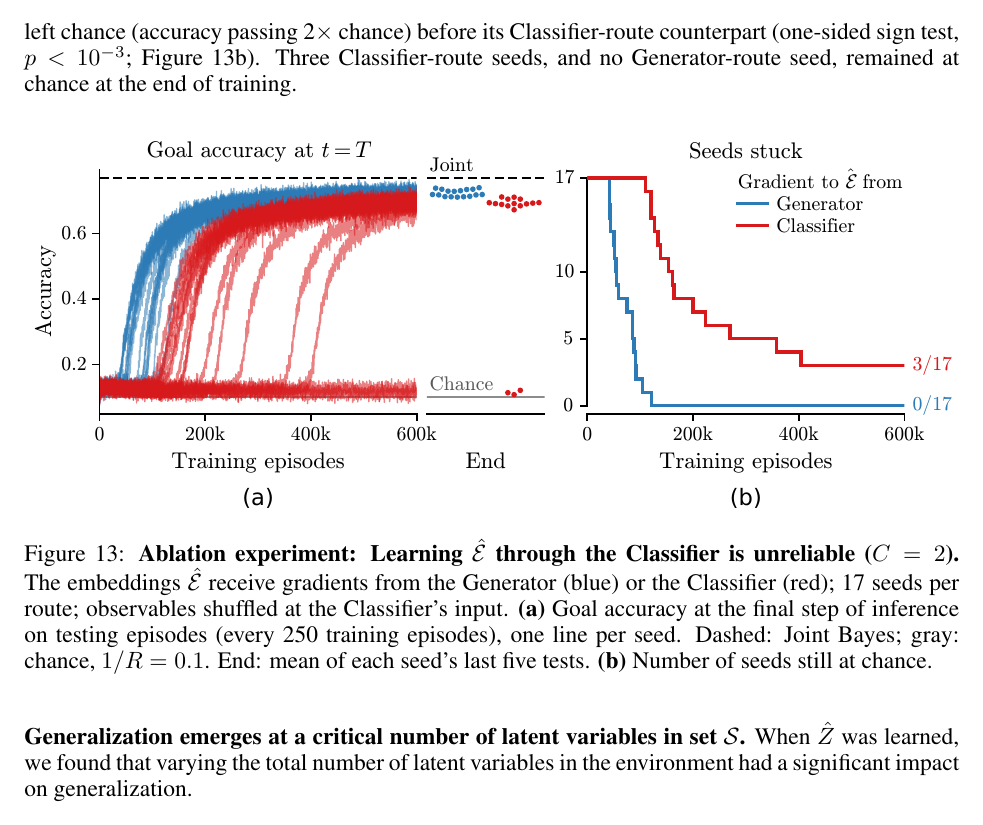 left chance (accuracy passing 2× chance) before its Classifier-route counterpart (one-sided sign test,
p < 10⁻³; Figure 13b). Three Classifier-route seeds, and no Generator-route seed, remained at
chance at the end of training.
Goal accuracy at t = T
Accuracy
0.6
0.4
0.2
0
200k
400k
600k
Training episodes
(a)
Joint
Chance
End
Seeds stuck
Gradient to Ê from
Generator
Classifier
17
10
5
0
3/17
0/17
0
200k
400k
600k
Training episodes
(b)
Figure 13: Ablation experiment: Learning Ê through the Classifier is unreliable (C = 2).
The embeddings Ê receive gradients from the Generator (blue) or the Classifier (red); 17 seeds per
route; observables shuffled at the Classifier's input. (a) Goal accuracy at the final step of inference
on testing episodes (every 250 training episodes), one line per seed. Dashed: Joint Bayes; gray:
chance, 1/R = 0.1. End: mean of each seed's last five tests. (b) Number of seeds still at chance.
Generalization emerges at a critical number of latent variables in set S. When Ẑ was learned,
we found that varying the total number of latent variables in the environment had a significant impact
on generalization.